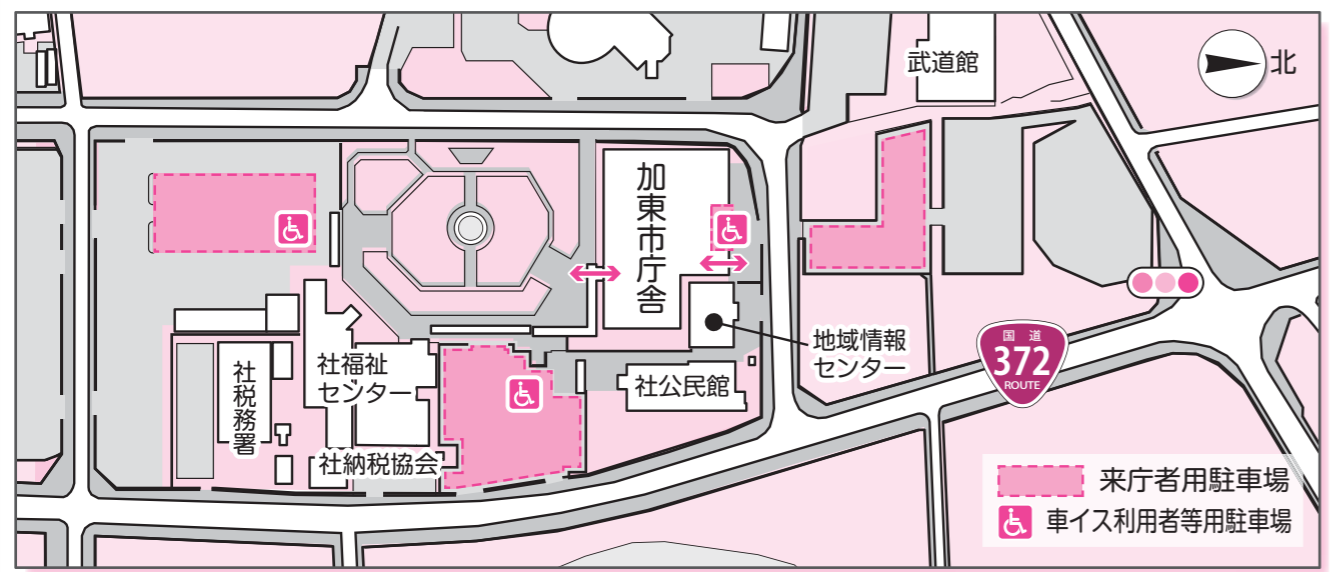 武道館
北
加東市庁舎
地域情報
センター
国道
372
ROUTE
社福祉
センター
社税務署
社公民館
社納税協会
来庁者用駐車場
車イス利用者等用駐車場